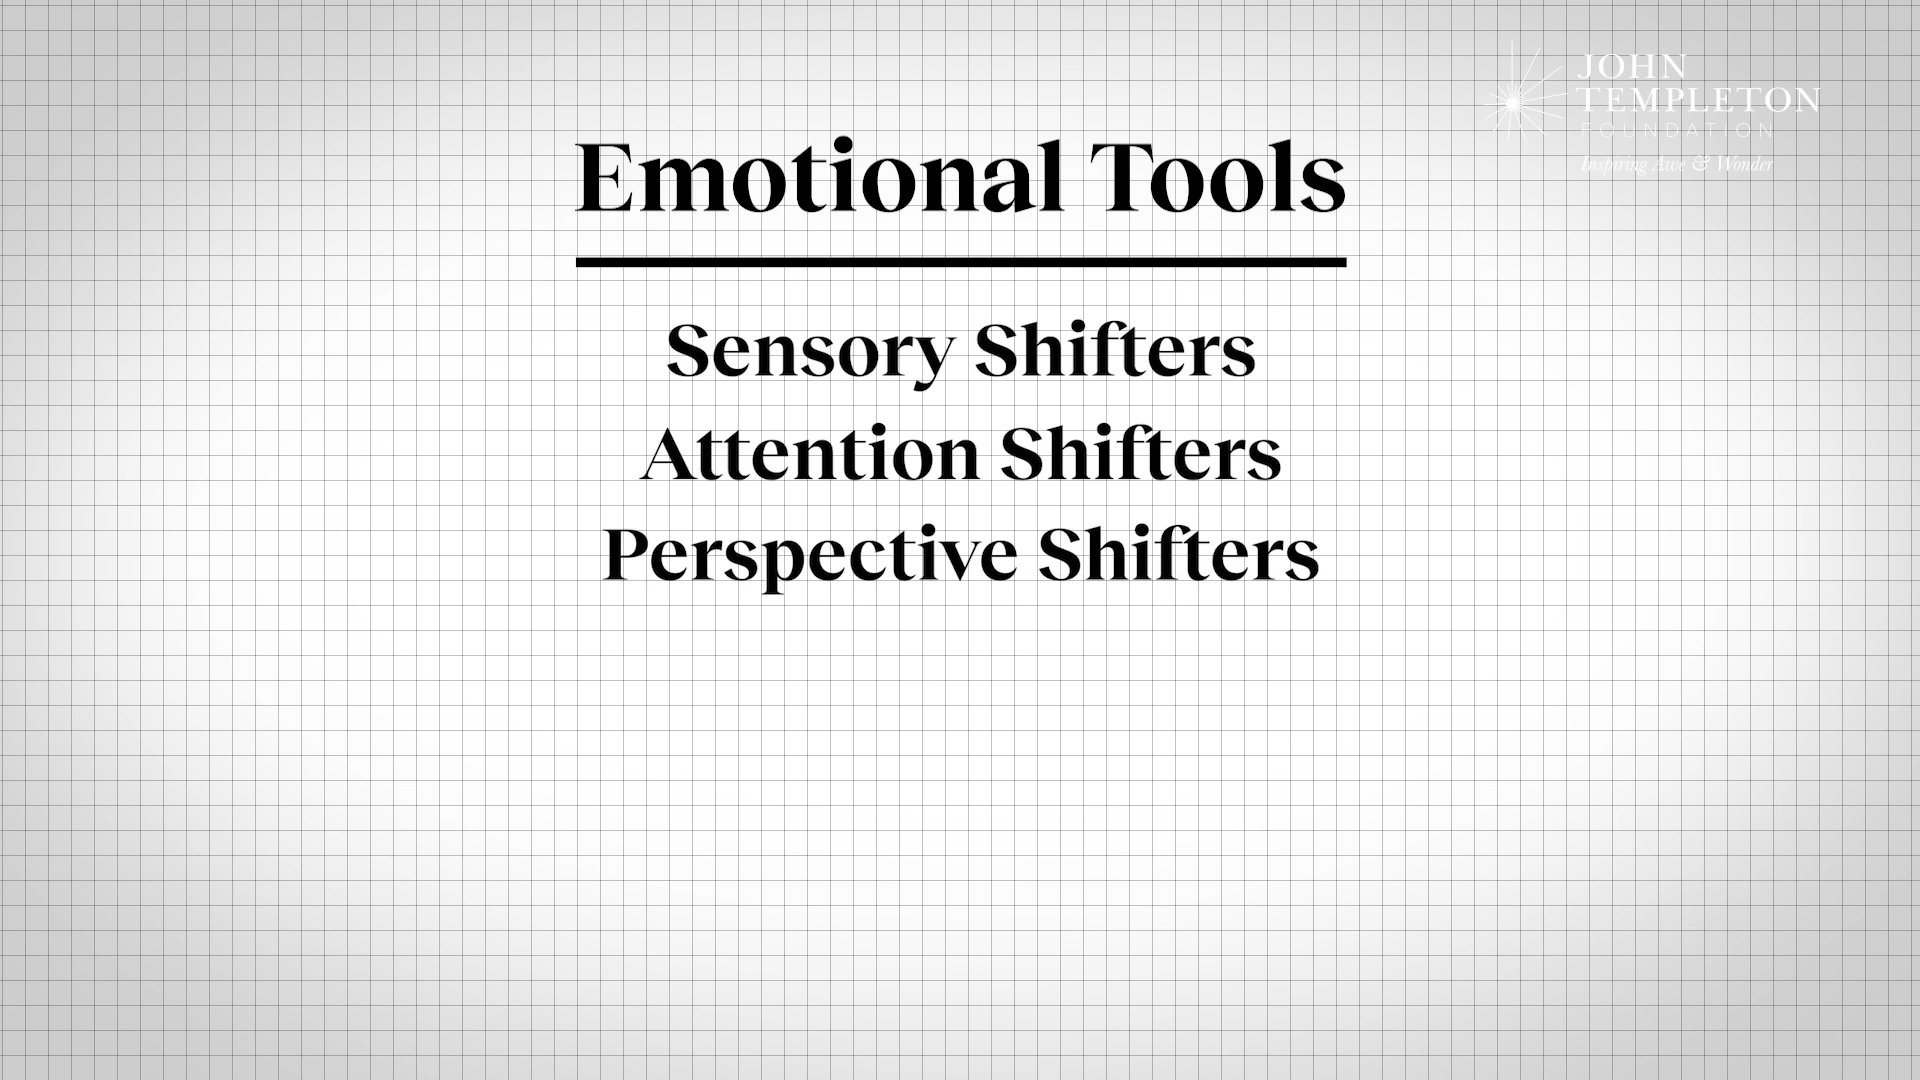 JOHN
TEMPLETON
FOUNDATION
Inspiring Awe & Wonder
Emotional Tools
Sensory Shifters
Attention Shifters
Perspective Shifters